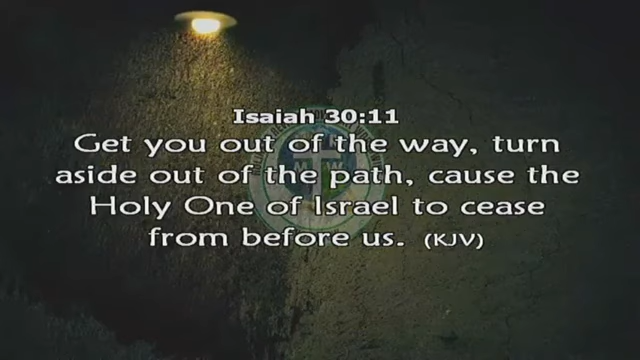 Isaiah 30:11
Get you out of the way, turn
aside out of the path, cause the
Holy One of Israel to cease
from before us. (KJV)